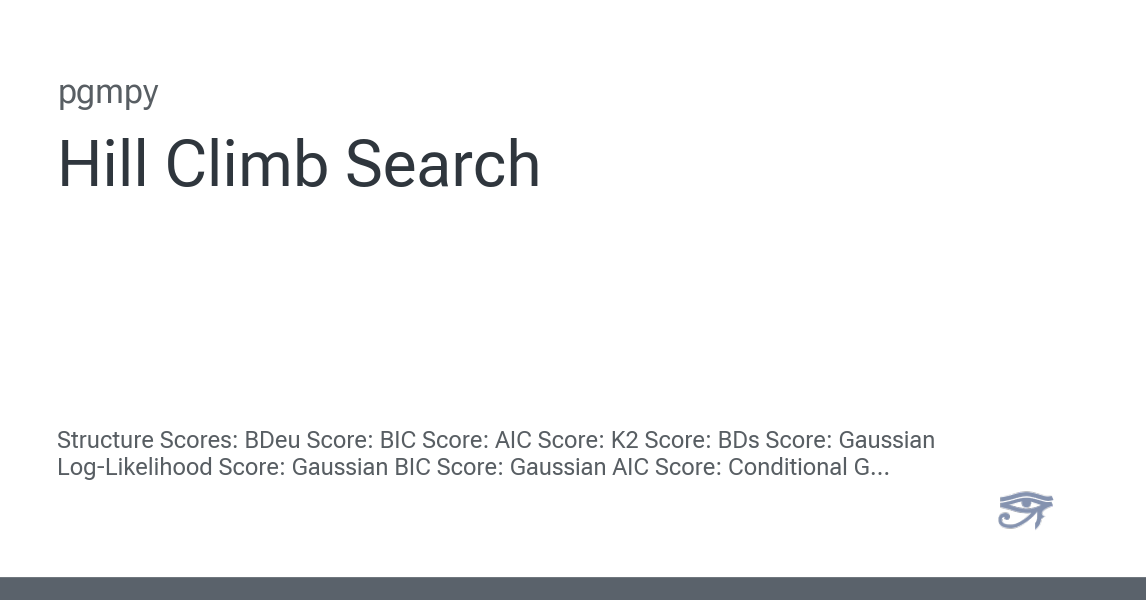 pgmpy
Hill Climb Search
Structure Scores: BDeu Score: BIC Score: AIC Score: K2 Score: BDs Score: Gaussian
Log-Likelihood Score: Gaussian BIC Score: Gaussian AIC Score: Conditional G...